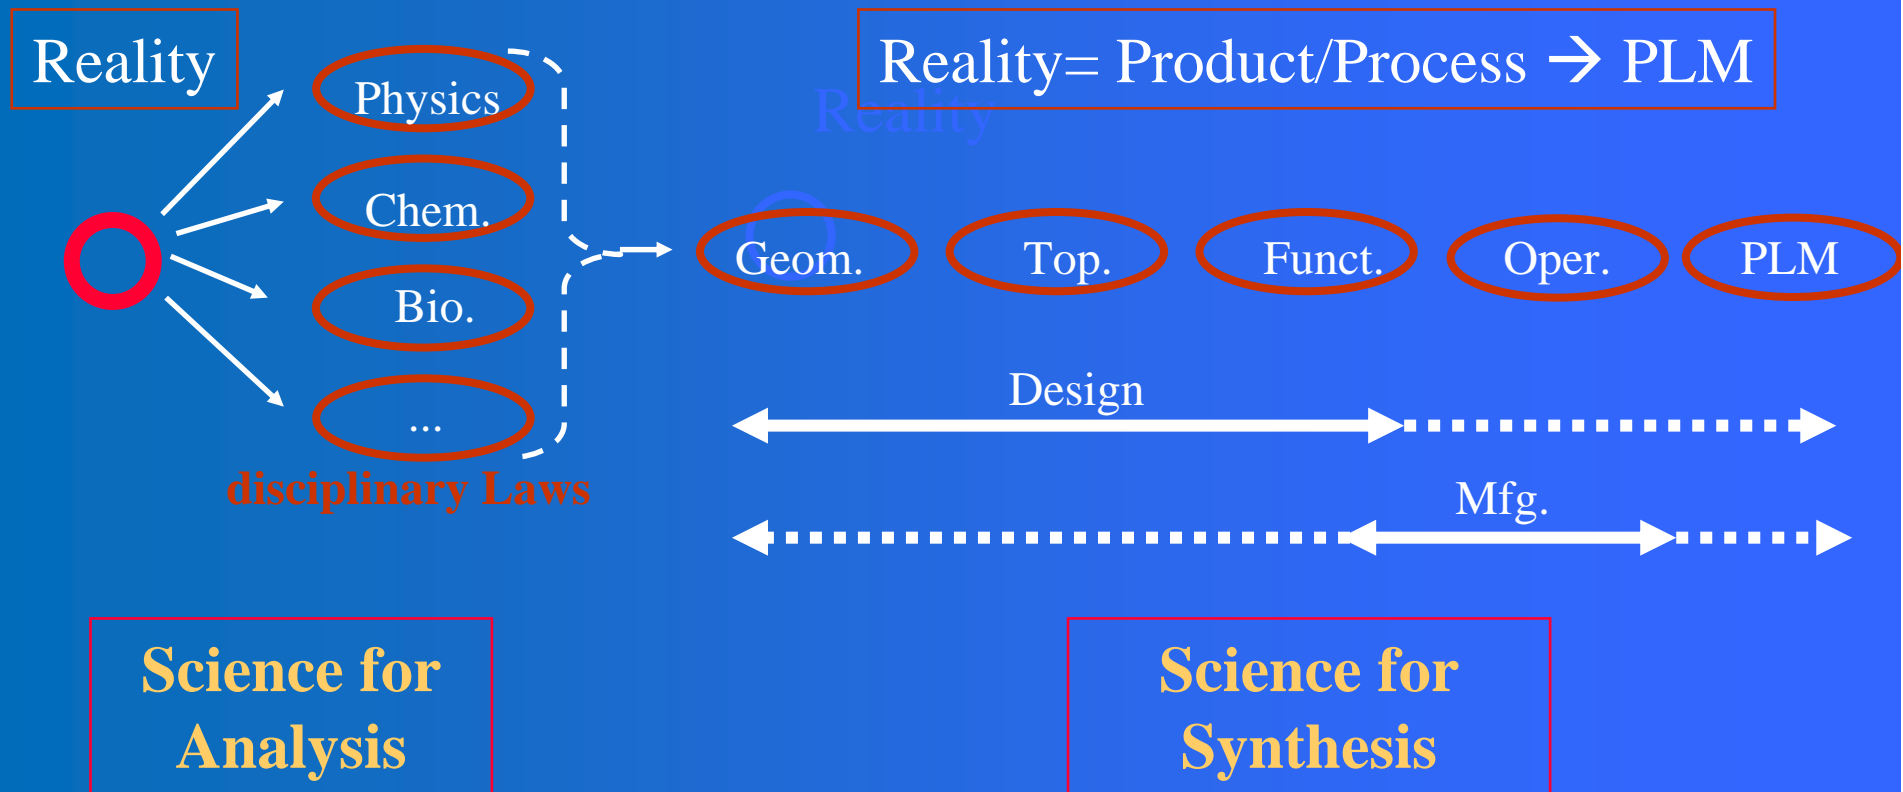 Reality
Reality= Product/Process → PLM
Reality
Physics
Chem.
Bio.
...
disciplinary Laws
Geom.
Top.
Funct.
Oper.
PLM
Design
Mfg.
Science for
Analysis
Science for
Synthesis